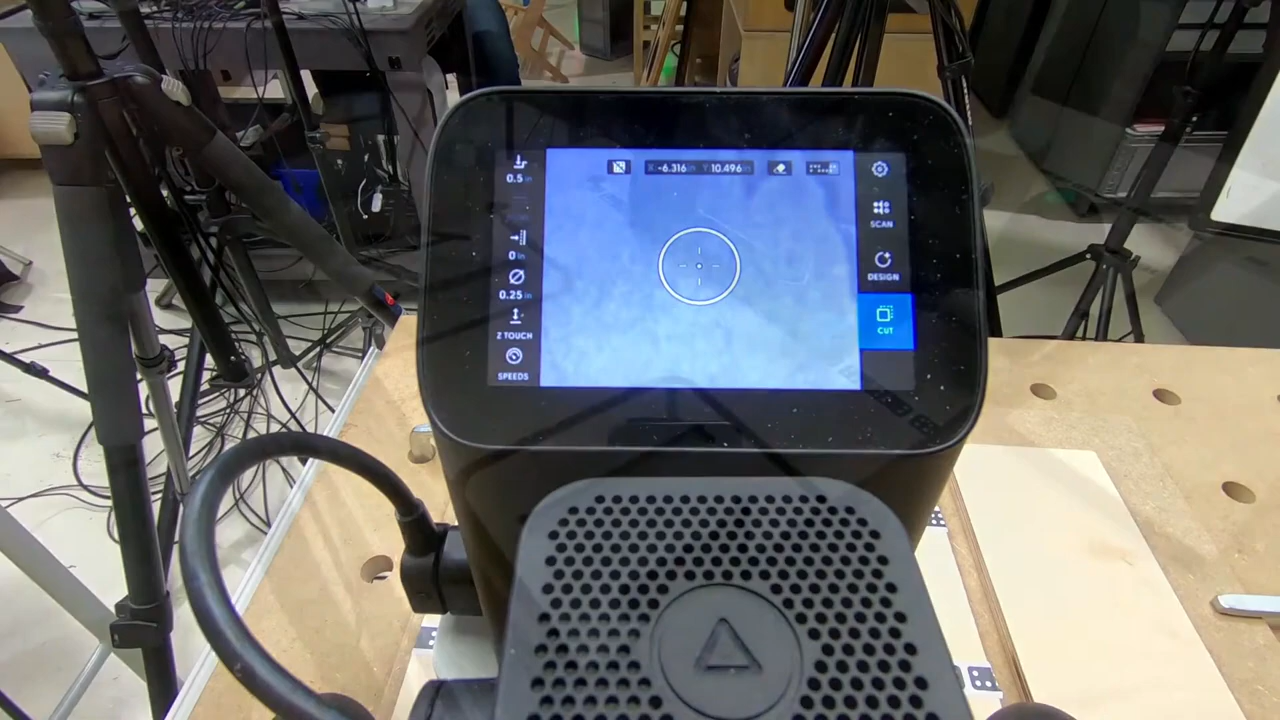 0.5 in
0 in
0.25 in
Z TOUCH
SPEEDS
X: -6.316 in Y: 10.496 in
SCAN
DESIGN
CUT